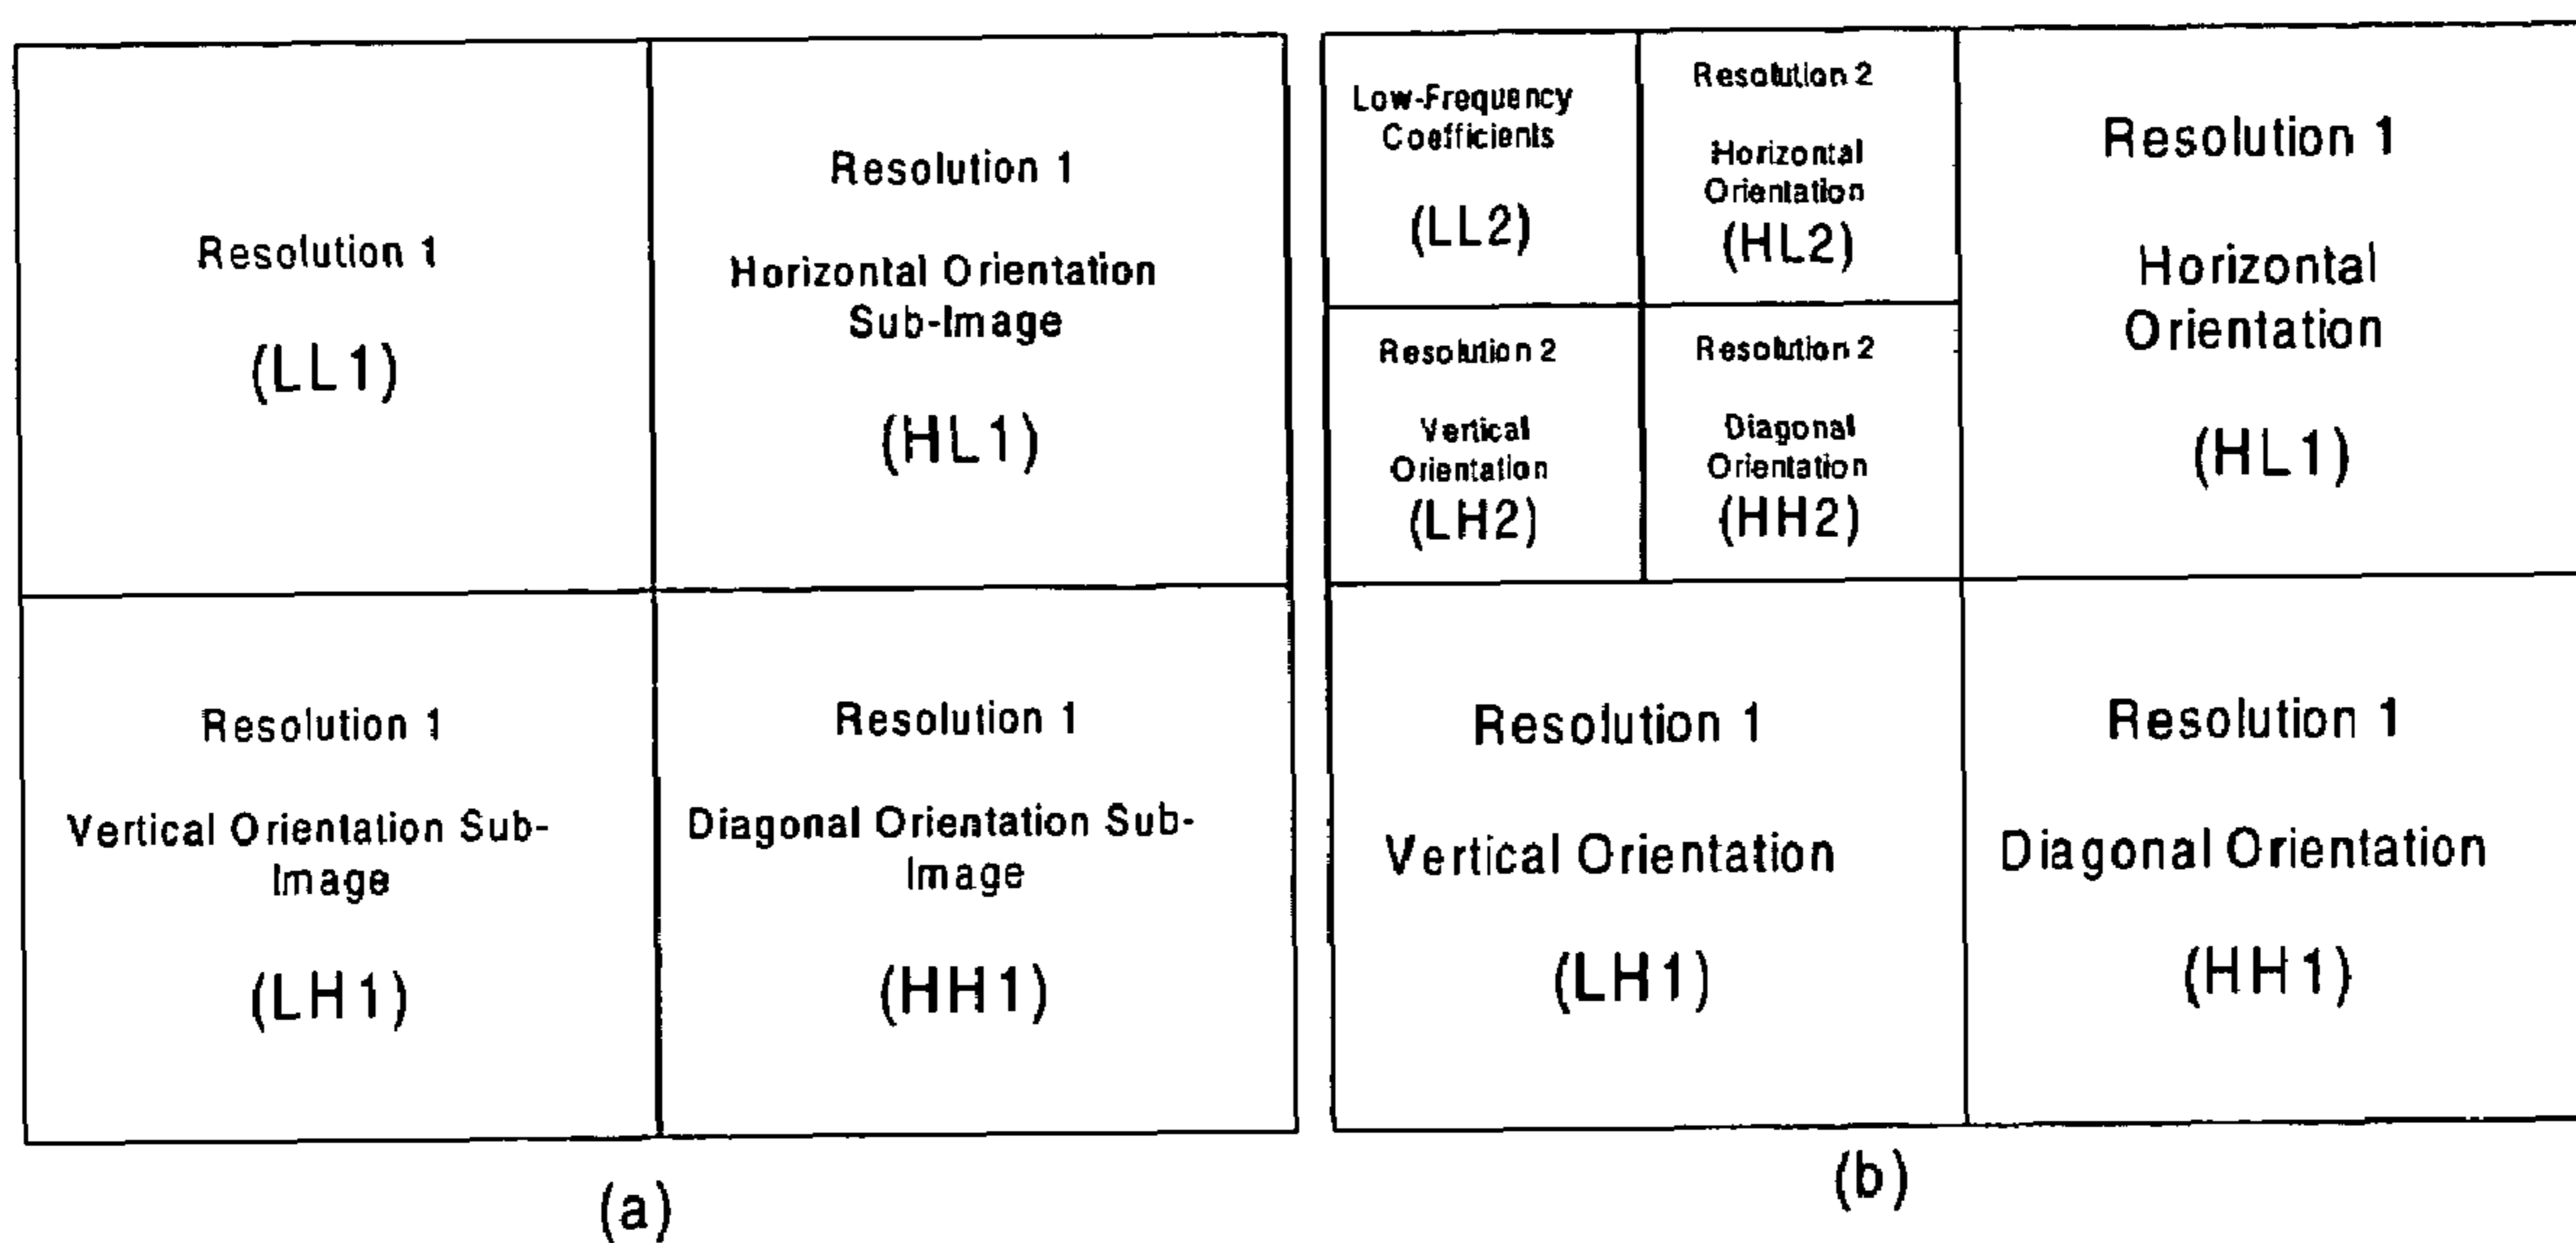 Resolution 1
(LL1)
Resolution 1
Horizontal Orientation
Sub-Image
(HL1)
Resolution 1
Vertical Orientation Sub-
Image
(LH1)
Resolution 1
Diagonal Orientation Sub-
Image
(HH1)
(a)
Low-Frequency
Coefficients
(LL2)
Resolution 2
Horizontal
Orientation
(HL2)
Resolution 2
Vertical
Orientation
(LH2)
Resolution 2
Diagonal
Orientation
(HH2)
Resolution 1
Horizontal
Orientation
(HL1)
Resolution 1
Vertical Orientation
(LH1)
Resolution 1
Diagonal Orientation
(HH1)
(b)